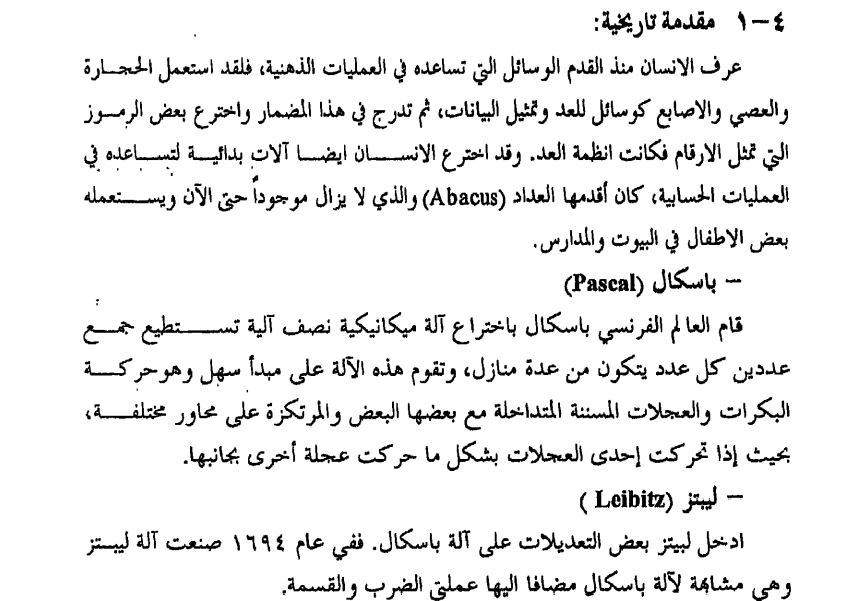 ٤-١ مقدمة تاريخية:
عرف الانسان منذ القدم الوسائل التي تساعده في العمليات الذهنية، فلقد استعمل الحجارة
والعصي والاصابع كوسائل للعد وتمثيل البيانات، ثم تدرج في هذا المضمار واخترع بعض الرموز
التي تمثل الارقام فكانت انظمة العد. وقد اخترع الانسان ايضا آلات بدائية لتساعده في
العمليات الحسابية، كان أقدمها العداد (Abacus) والذي لا يزال موجوداً حتى الآن ويستعمله
بعض الاطفال في البيوت والمدارس.
– باسكال (Pascal)
قام العالم الفرنسي باسكال باختراع آلة ميكانيكية نصف آلية تستطيع جمع
عددين كل عدد يتكون من عدة منازل، وتقوم هذه الآلة على مبدأ سهل وهوحركة
البكرات والعجلات المسننة المتداخلة مع بعضها البعض والمرتكزة على محاور مختلفة،
بحيث إذا تحركت إحدى العجلات بشكل ما حركت عجلة أخرى بجانبها.
– ليبتز (Leibitz )
ادخل لبيتز بعض التعديلات على آلة باسكال. ففي عام ١٦٩٤ صنعت آلة ليبتز
وهي مشابهة لآلة باسكال مضافا اليها عملتي الضرب والقسمة.